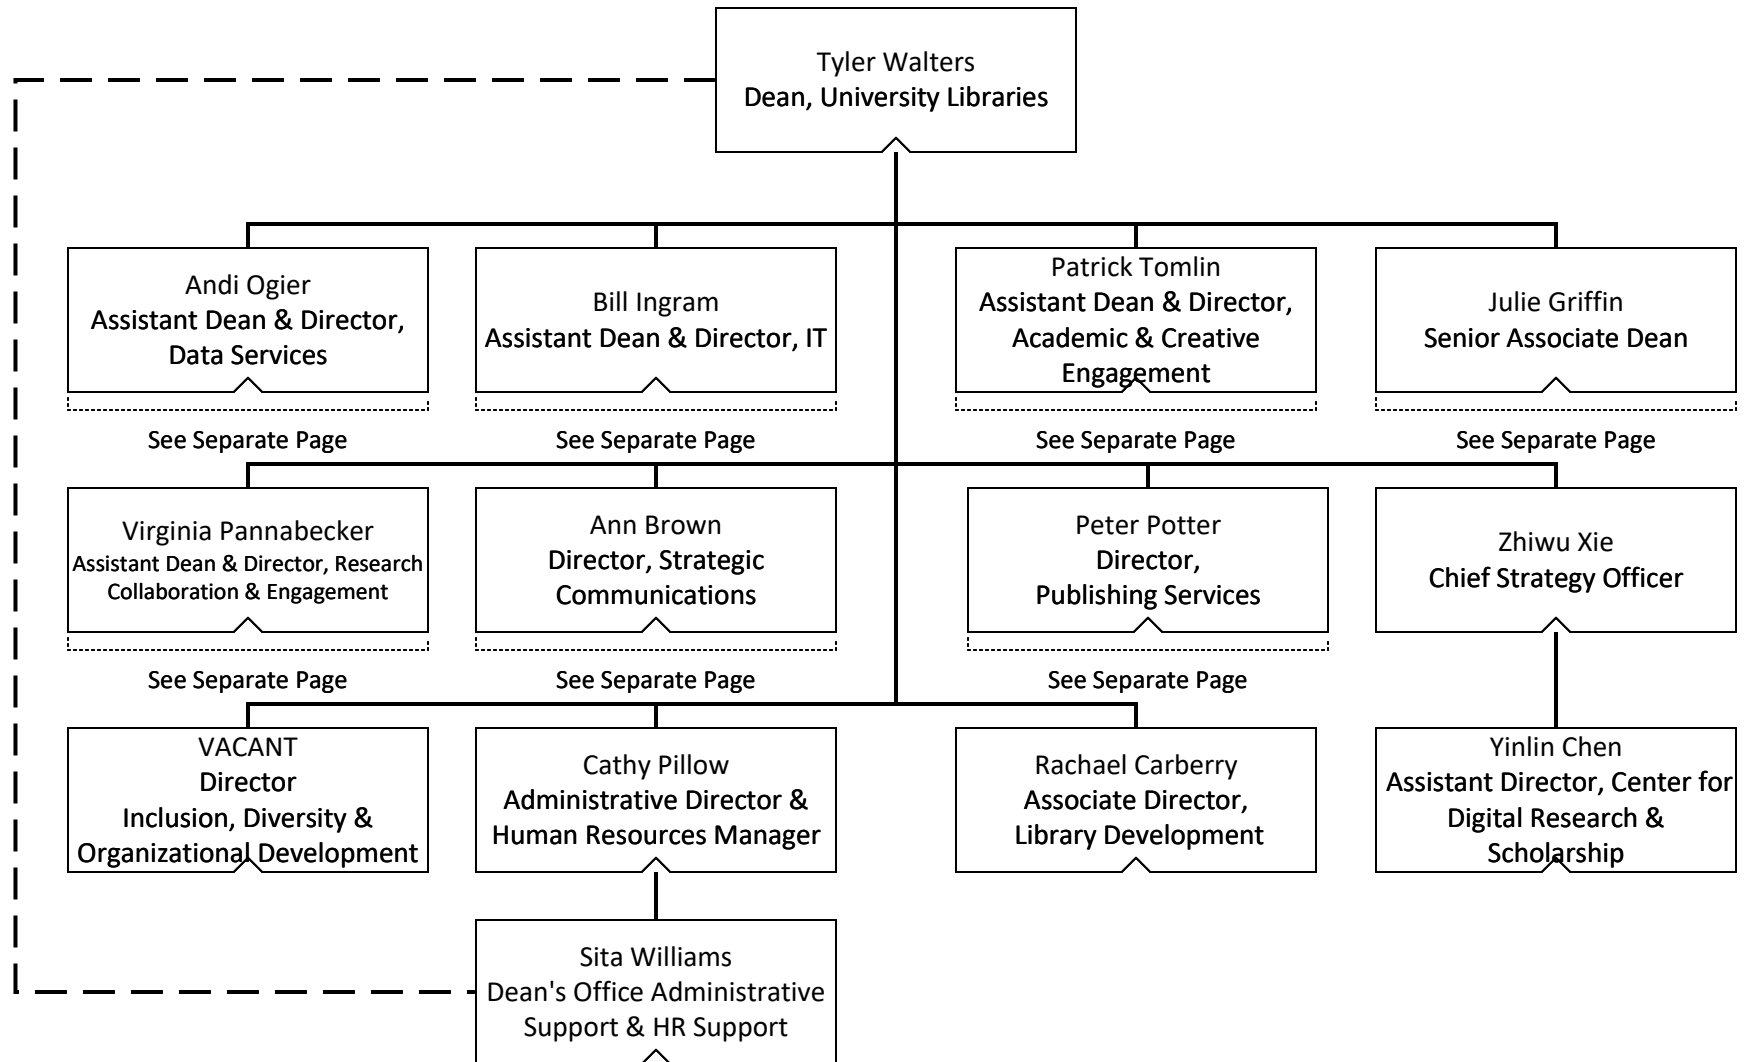 Tyler Walters
Dean, University Libraries
Andi Ogier
Assistant Dean & Director,
Data Services
See Separate Page
Bill Ingram
Assistant Dean & Director, IT
See Separate Page
Patrick Tomlin
Assistant Dean & Director,
Academic & Creative
Engagement
See Separate Page
Julie Griffin
Senior Associate Dean
See Separate Page
Virginia Pannabecker
Assistant Dean & Director, Research
Collaboration & Engagement
See Separate Page
Ann Brown
Director, Strategic
Communications
See Separate Page
Peter Potter
Director,
Publishing Services
See Separate Page
Zhiwu Xie
Chief Strategy Officer
VACANT
Director
Inclusion, Diversity &
Organizational Development
Cathy Pillow
Administrative Director &
Human Resources Manager
Rachael Carberry
Associate Director,
Library Development
Yinlin Chen
Assistant Director, Center for
Digital Research &
Scholarship
Sita Williams
Dean's Office Administrative
Support & HR Support